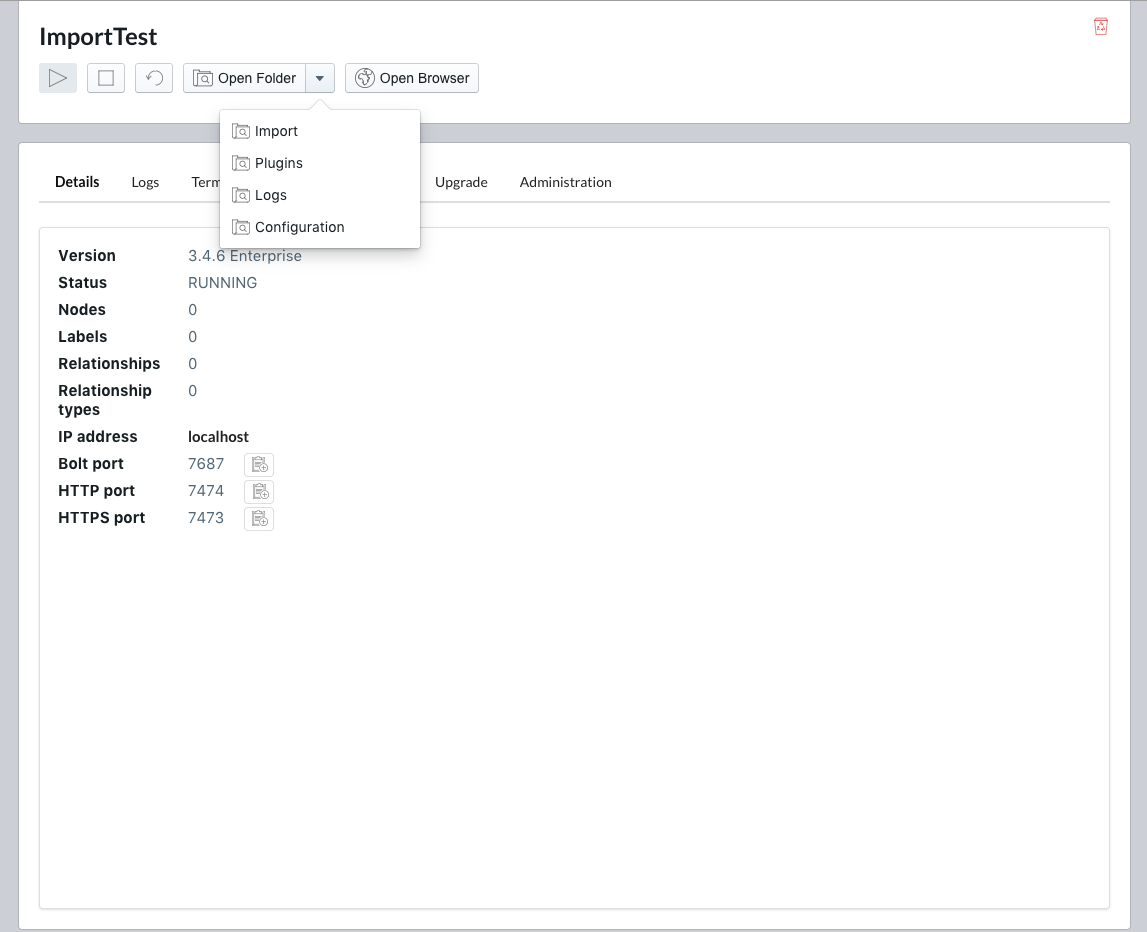 ImportTest
Open Folder
Open Browser
Import
Plugins
Logs
Configuration
Details Logs Upgrade Administration
Version 3.4.6 Enterprise
Status RUNNING
Nodes 0
Labels 0
Relationships 0
Relationship 0
types
IP address localhost
Bolt port 7687
HTTP port 7474
HTTPS port 7473